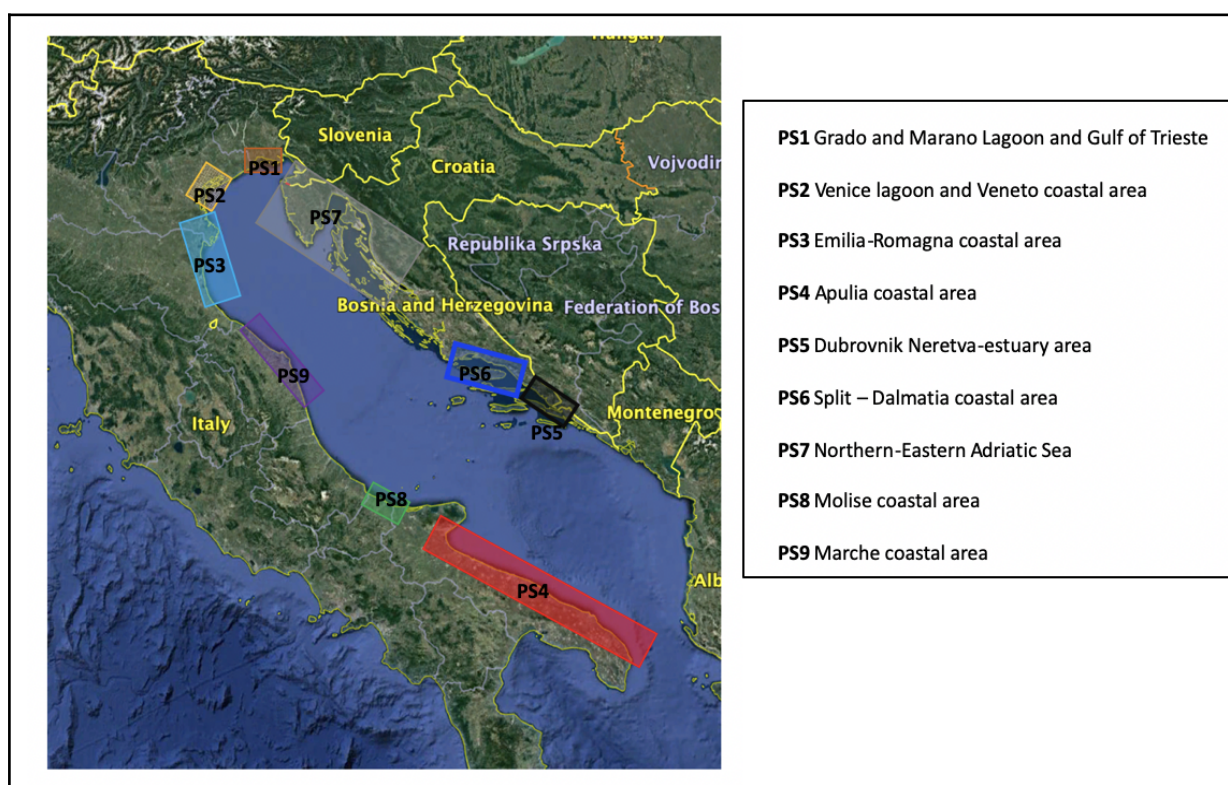 Hungary
Slovenia
Croatia
Vojvodin
PS1
PS2
PS7
Republika Srpska
PS3
Bosnia and Herzegovina
Federation of Bos
PS6
PS9
Italy
Montenegro
PS5
PS8
Alb
PS4
PS1 Grado and Marano Lagoon and Gulf of Trieste
PS2 Venice lagoon and Veneto coastal area
PS3 Emilia-Romagna coastal area
PS4 Apulia coastal area
PS5 Dubrovnik Neretva-estuary area
PS6 Split – Dalmatia coastal area
PS7 Northern-Eastern Adriatic Sea
PS8 Molise coastal area
PS9 Marche coastal area